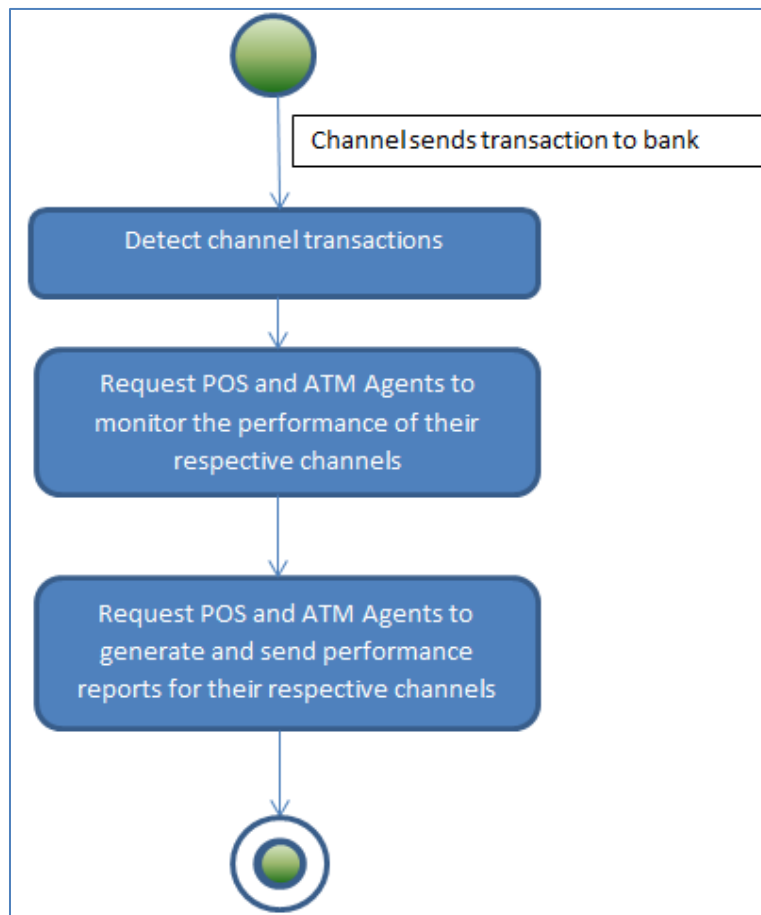 Channel sends transaction to bank
Detect channel transactions
Request POS and ATM Agents to
monitor the performance of their
respective channels
Request POS and ATM Agents to
generate and send performance
reports for their respective channels